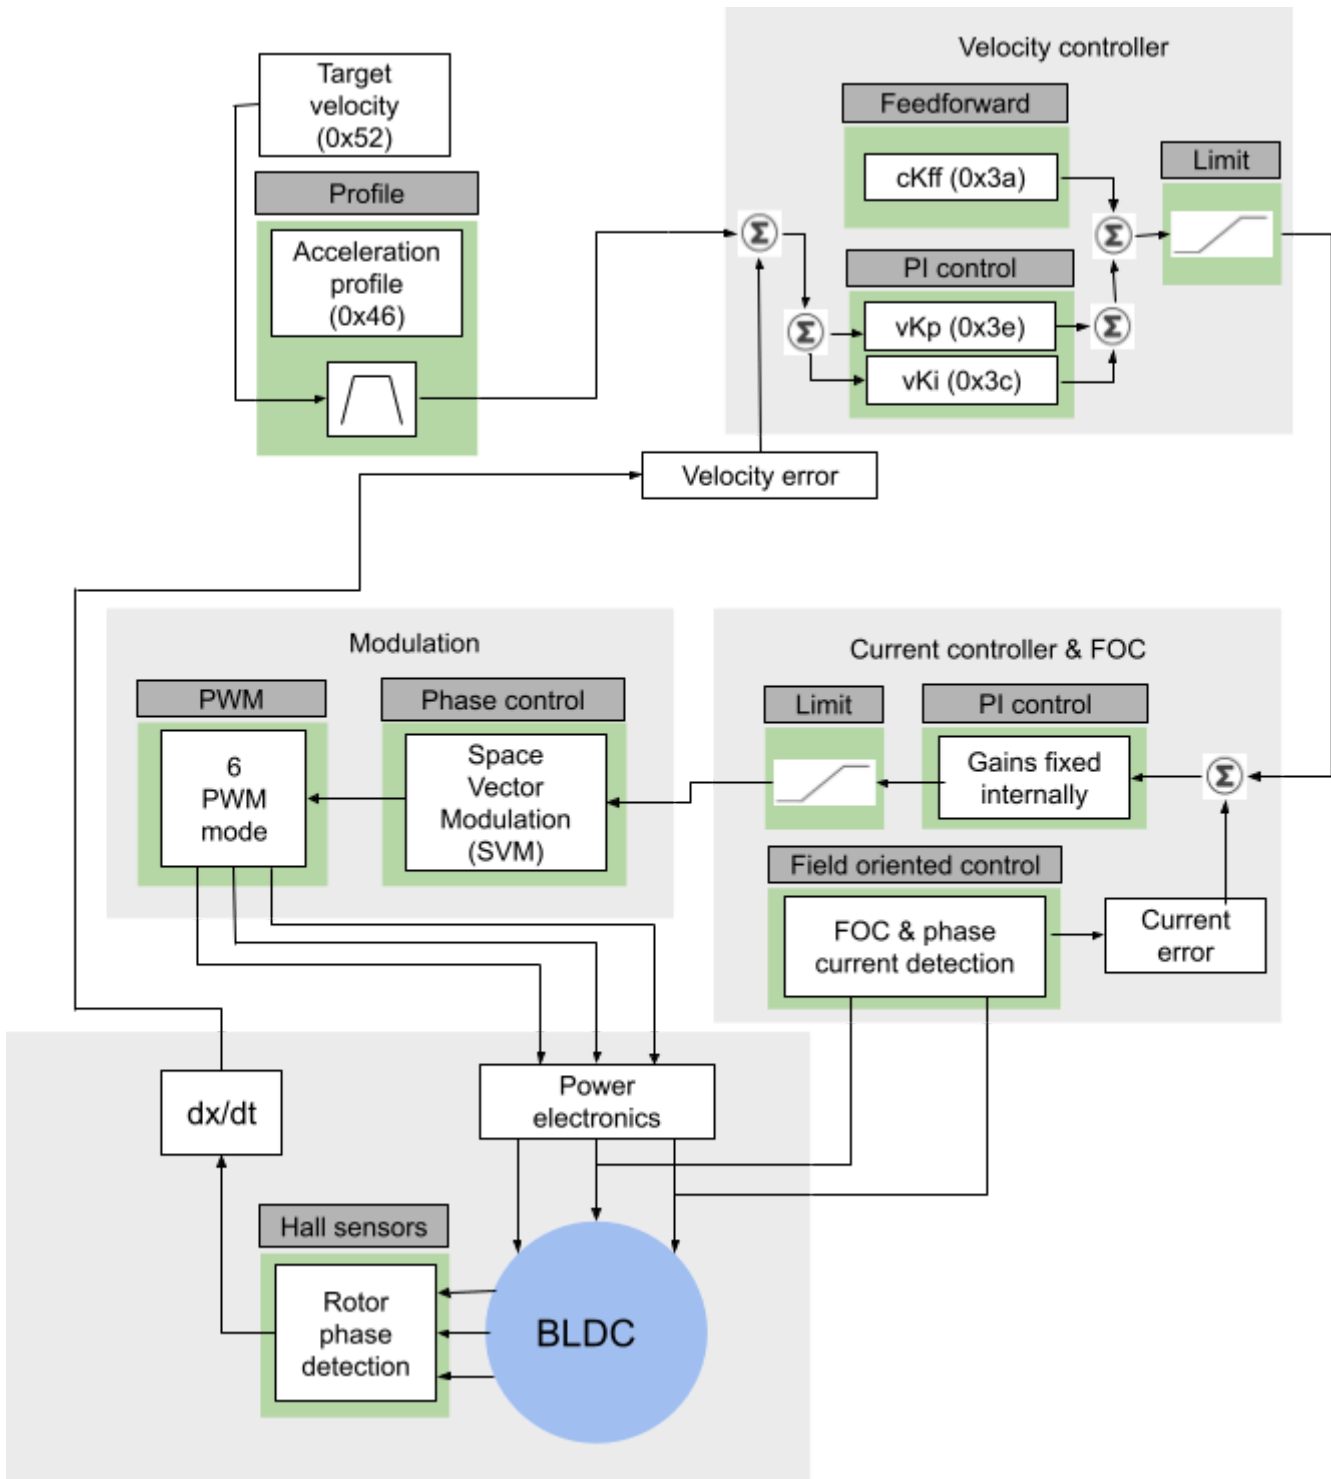 Velocity controller
Target
velocity
(0x52)
Feedforward
cKff (0x3a)
Limit
Profile
Acceleration
profile
(0x46)
Σ
Σ
PI control
Σ
vKp (0x3e)
Σ
vKi (0x3c)
Velocity error
Modulation
Current controller & FOC
PWM
Phase control
Limit
PI control
6
PWM
mode
Space
Vector
Modulation
(SVM)
Gains fixed
internally
Σ
Field oriented control
FOC & phase
current detection
Current
error
dx/dt
Power
electronics
Hall sensors
Rotor
phase
detection
BLDC